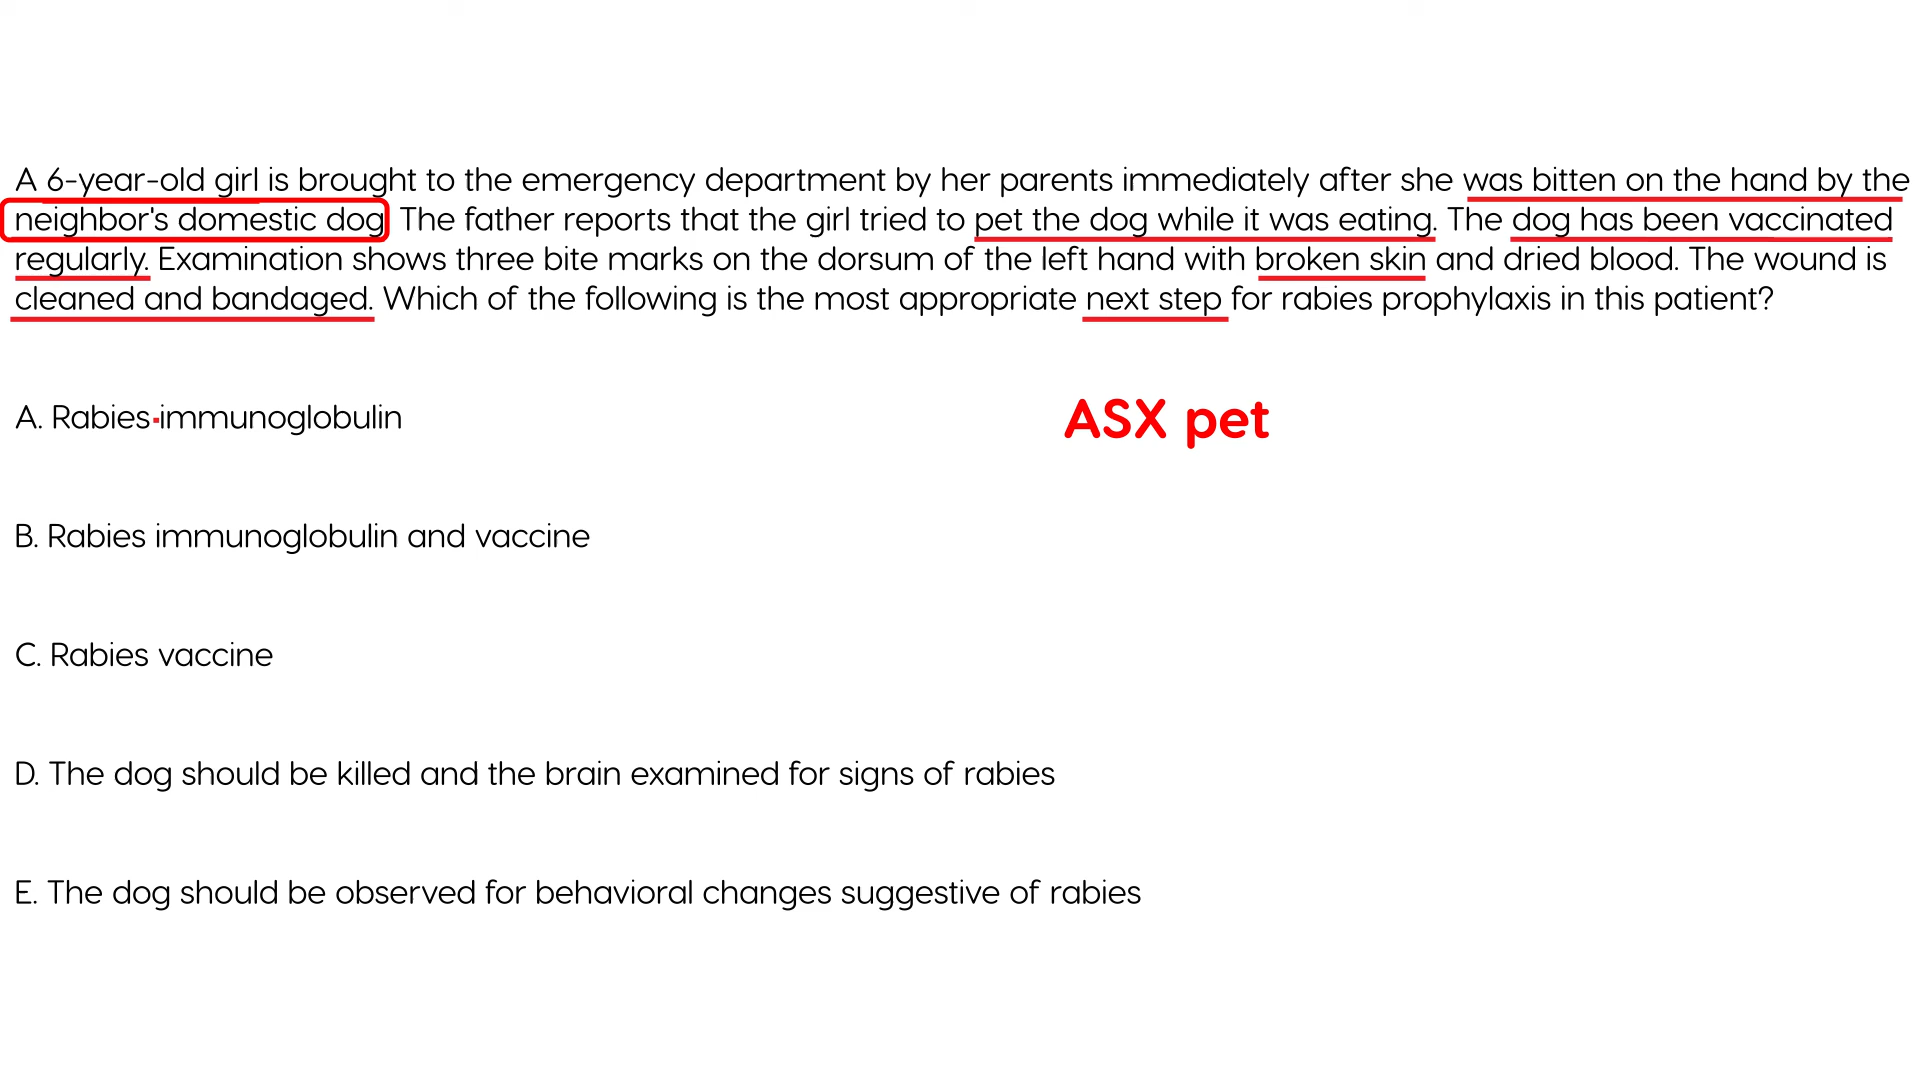 A 6-year-old girl is brought to the emergency department by her parents immediately after she was bitten on the hand by the
neighbor's domestic dog. The father reports that the girl tried to pet the dog while it was eating. The dog has been vaccinated
regularly. Examination shows three bite marks on the dorsum of the left hand with broken skin and dried blood. The wound is
cleaned and bandaged. Which of the following is the most appropriate next step for rabies prophylaxis in this patient?
A. Rabies immunoglobulin
ASX pet
B. Rabies immunoglobulin and vaccine
C. Rabies vaccine
D. The dog should be killed and the brain examined for signs of rabies
E. The dog should be observed for behavioral changes suggestive of rabies